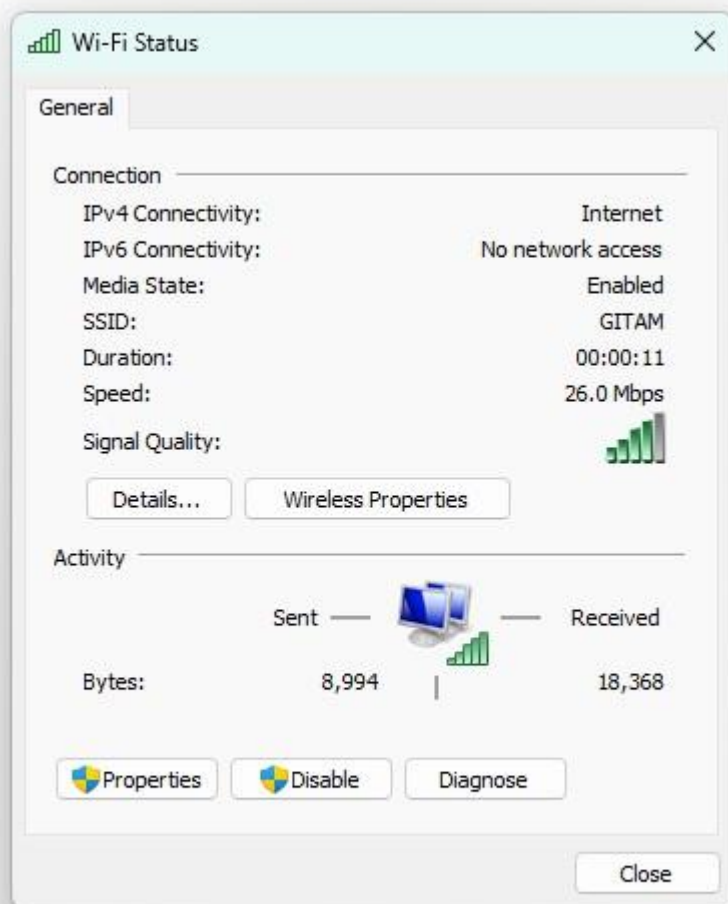 Wi-Fi Status
General
Connection
IPv4 Connectivity: Internet
IPv6 Connectivity: No network access
Media State: Enabled
SSID: GITAM
Duration: 00:00:11
Speed: 26.0 Mbps
Signal Quality:
Details... Wireless Properties
Activity
Sent Received
Bytes: 8,994 18,368
Properties Disable Diagnose
Close